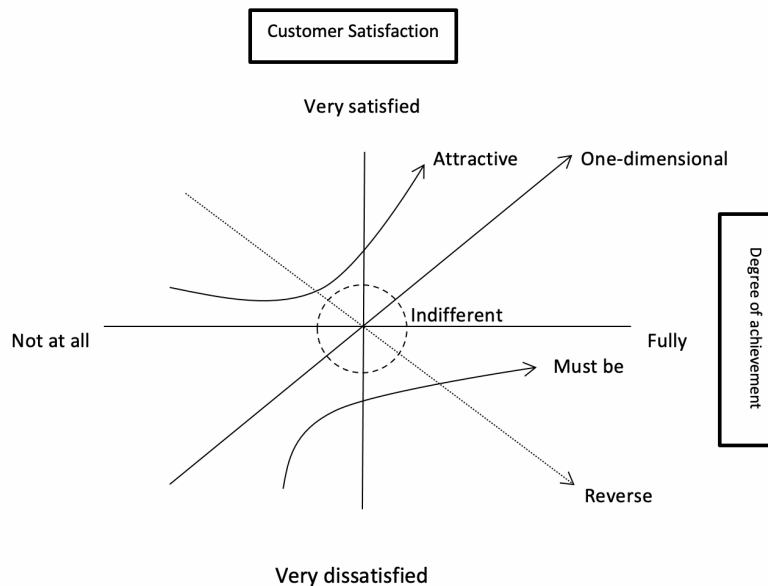 Customer Satisfaction
Very satisfied
Attractive
One-dimensional
Indifferent
Not at all
Fully
Degree of achievement
Must be
Reverse
Very dissatisfied